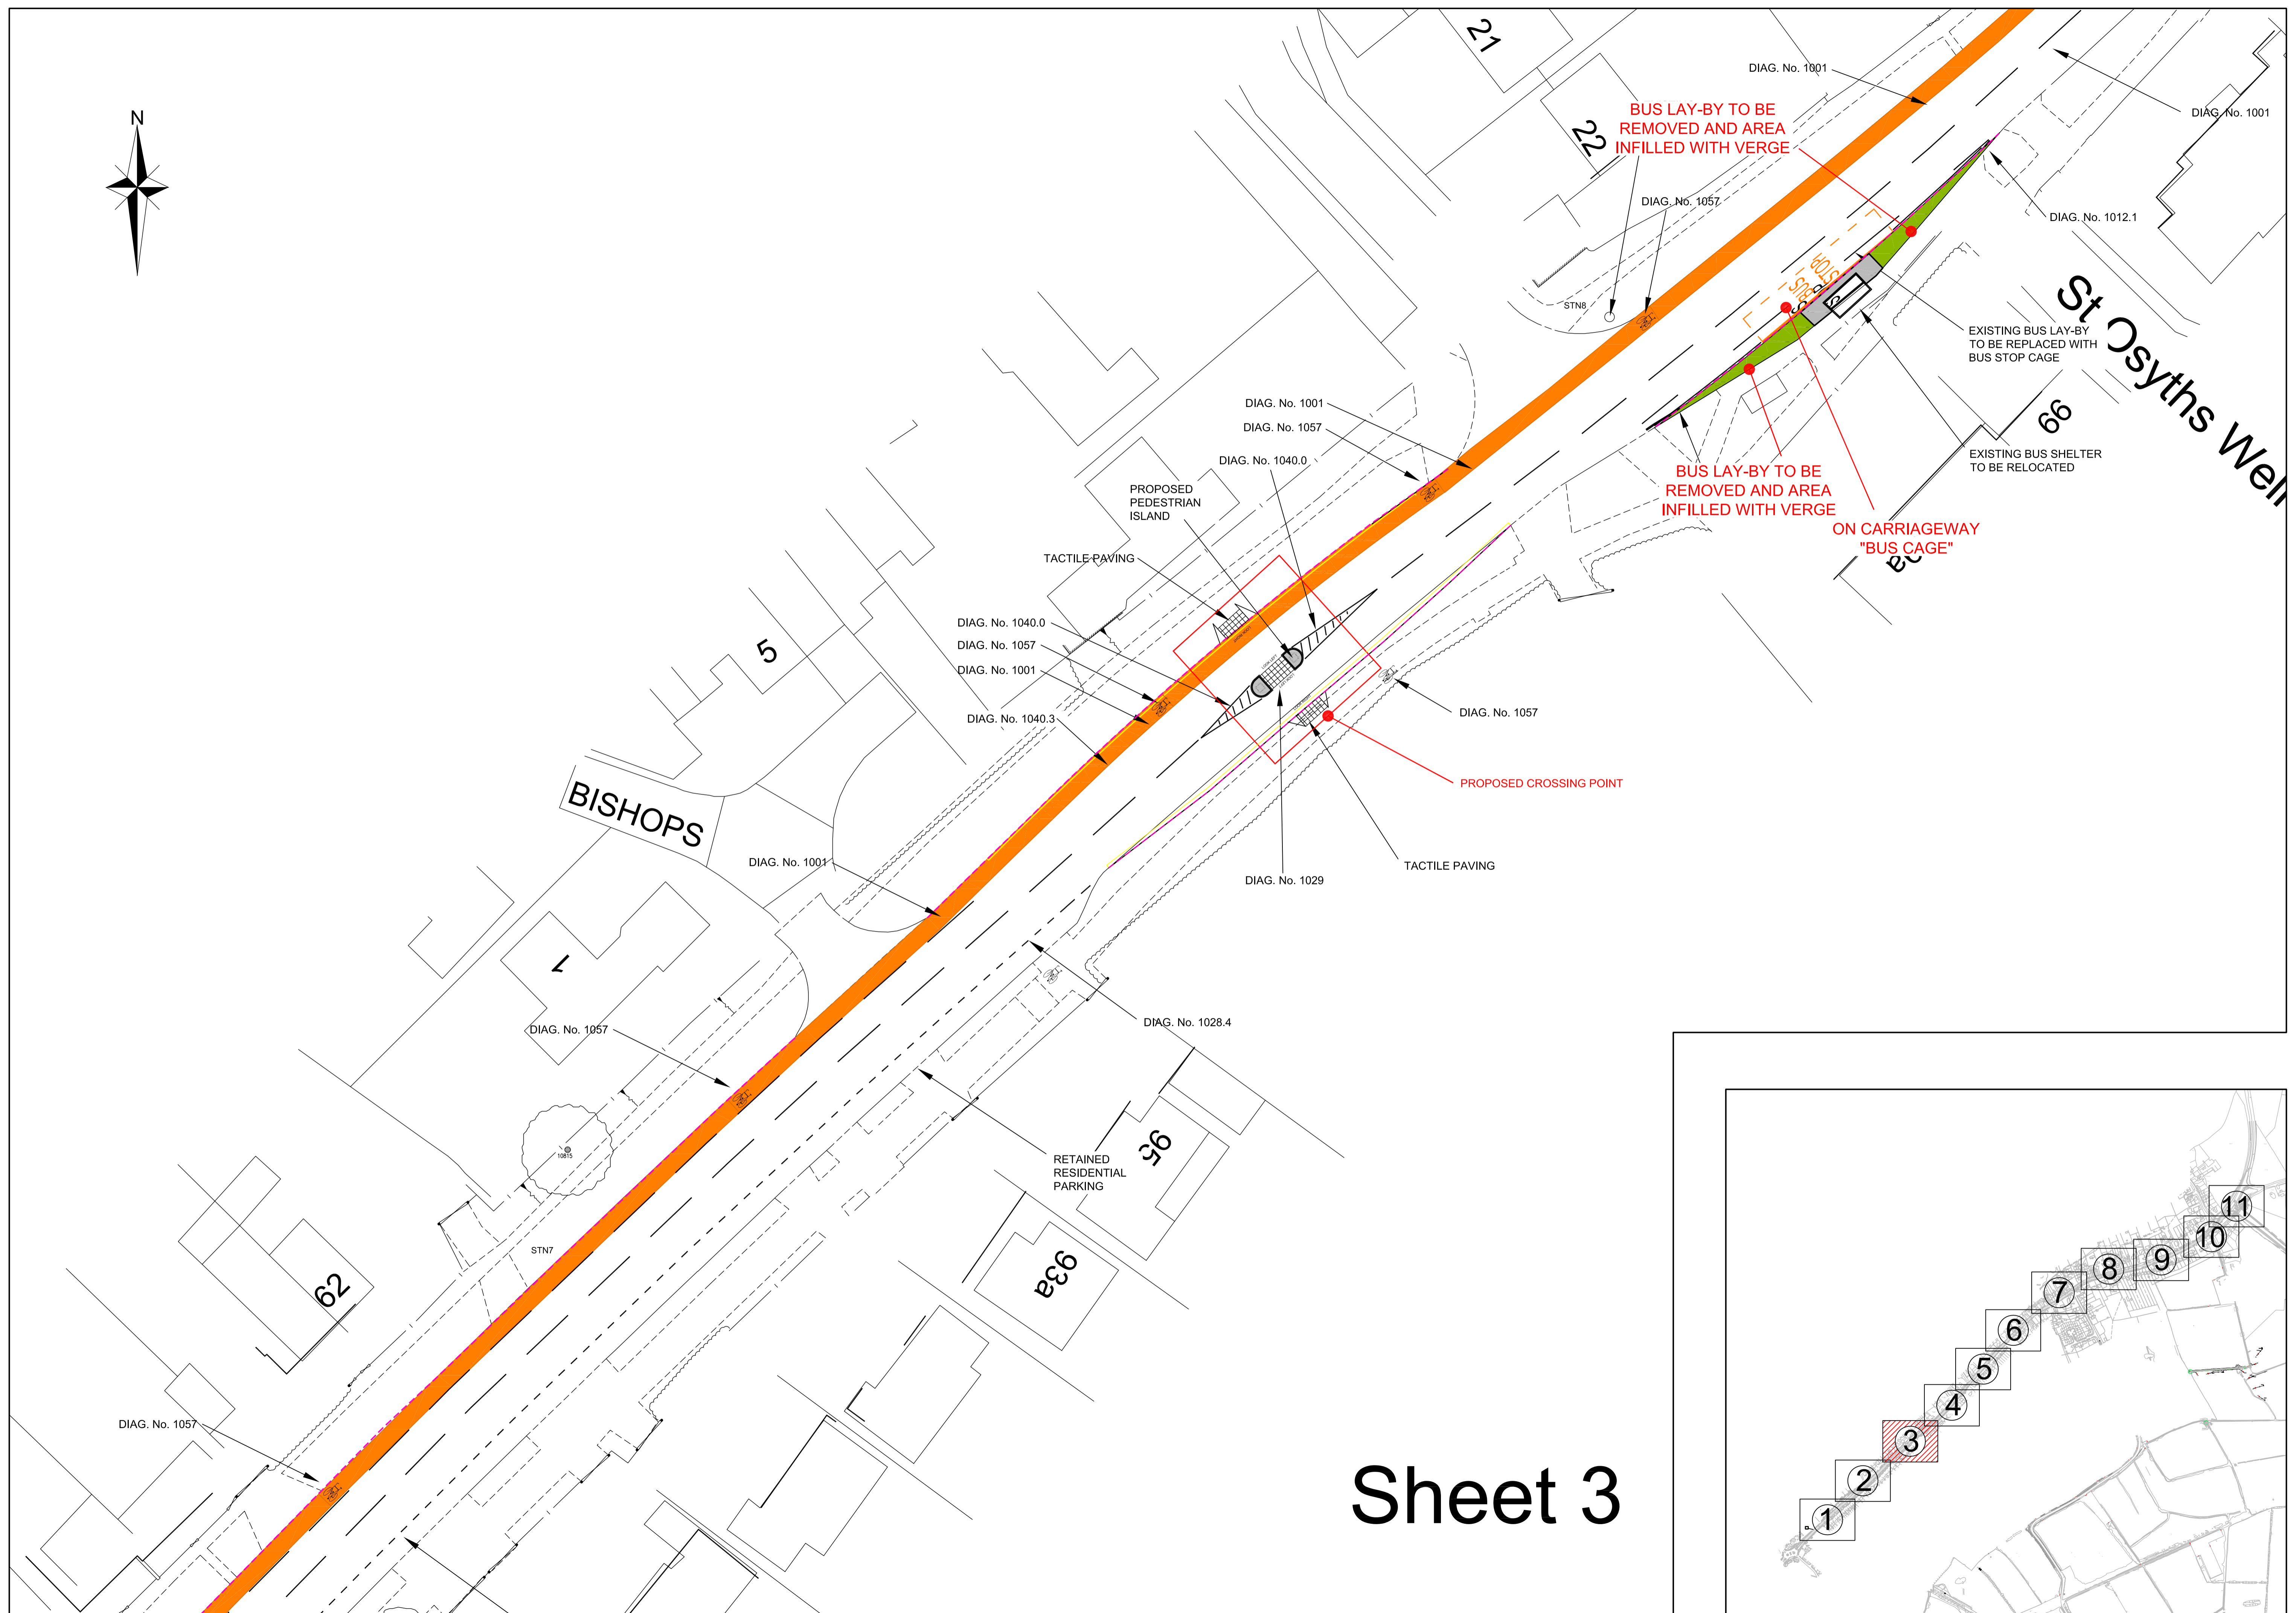 N
21
DIAG. No. 1001
DIAG. No. 1001
BUS LAY-BY TO BE
REMOVED AND AREA
INFILLED WITH VERGE
22
DIAG. No. 1057
DIAG. No. 1012.1
STN8
BUS
STOP
St Osyths Well
EXISTING BUS LAY-BY
TO BE REPLACED WITH
BUS STOP CAGE
99
EXISTING BUS SHELTER
TO BE RELOCATED
DIAG. No. 1001
DIAG. No. 1057
DIAG. No. 1040.0
BUS LAY-BY TO BE
REMOVED AND AREA
INFILLED WITH VERGE
PROPOSED
PEDESTRIAN
ISLAND
ON CARRIAGEWAY
"BUS CAGE"
TACTILE PAVING
DIAG. No. 1040.0
DIAG. No. 1057
DIAG. No. 1001
5
DIAG. No. 1040.3
DIAG. No. 1057
PROPOSED CROSSING POINT
BISHOPS
DIAG. No. 1001
TACTILE PAVING
DIAG. No. 1029
1
DIAG. No. 1057
DIAG. No. 1028.4
10815
RETAINED
RESIDENTIAL
PARKING
95
STN7
93a
62
DIAG. No. 1057
Sheet 3
11
10
9
8
7
6
5
4
3
2
1